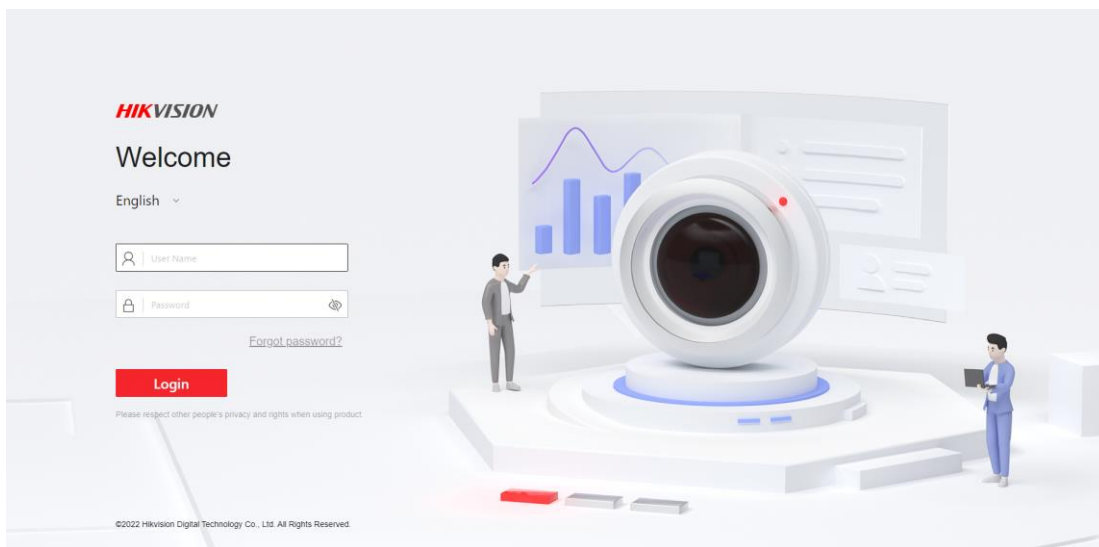 HIKVISION
Welcome
English
User Name
Password
Forgot password?
Login
Please respect other people's privacy and rights when using product
©2022 Hikvision Digital Technology Co., Ltd. All Rights Reserved.